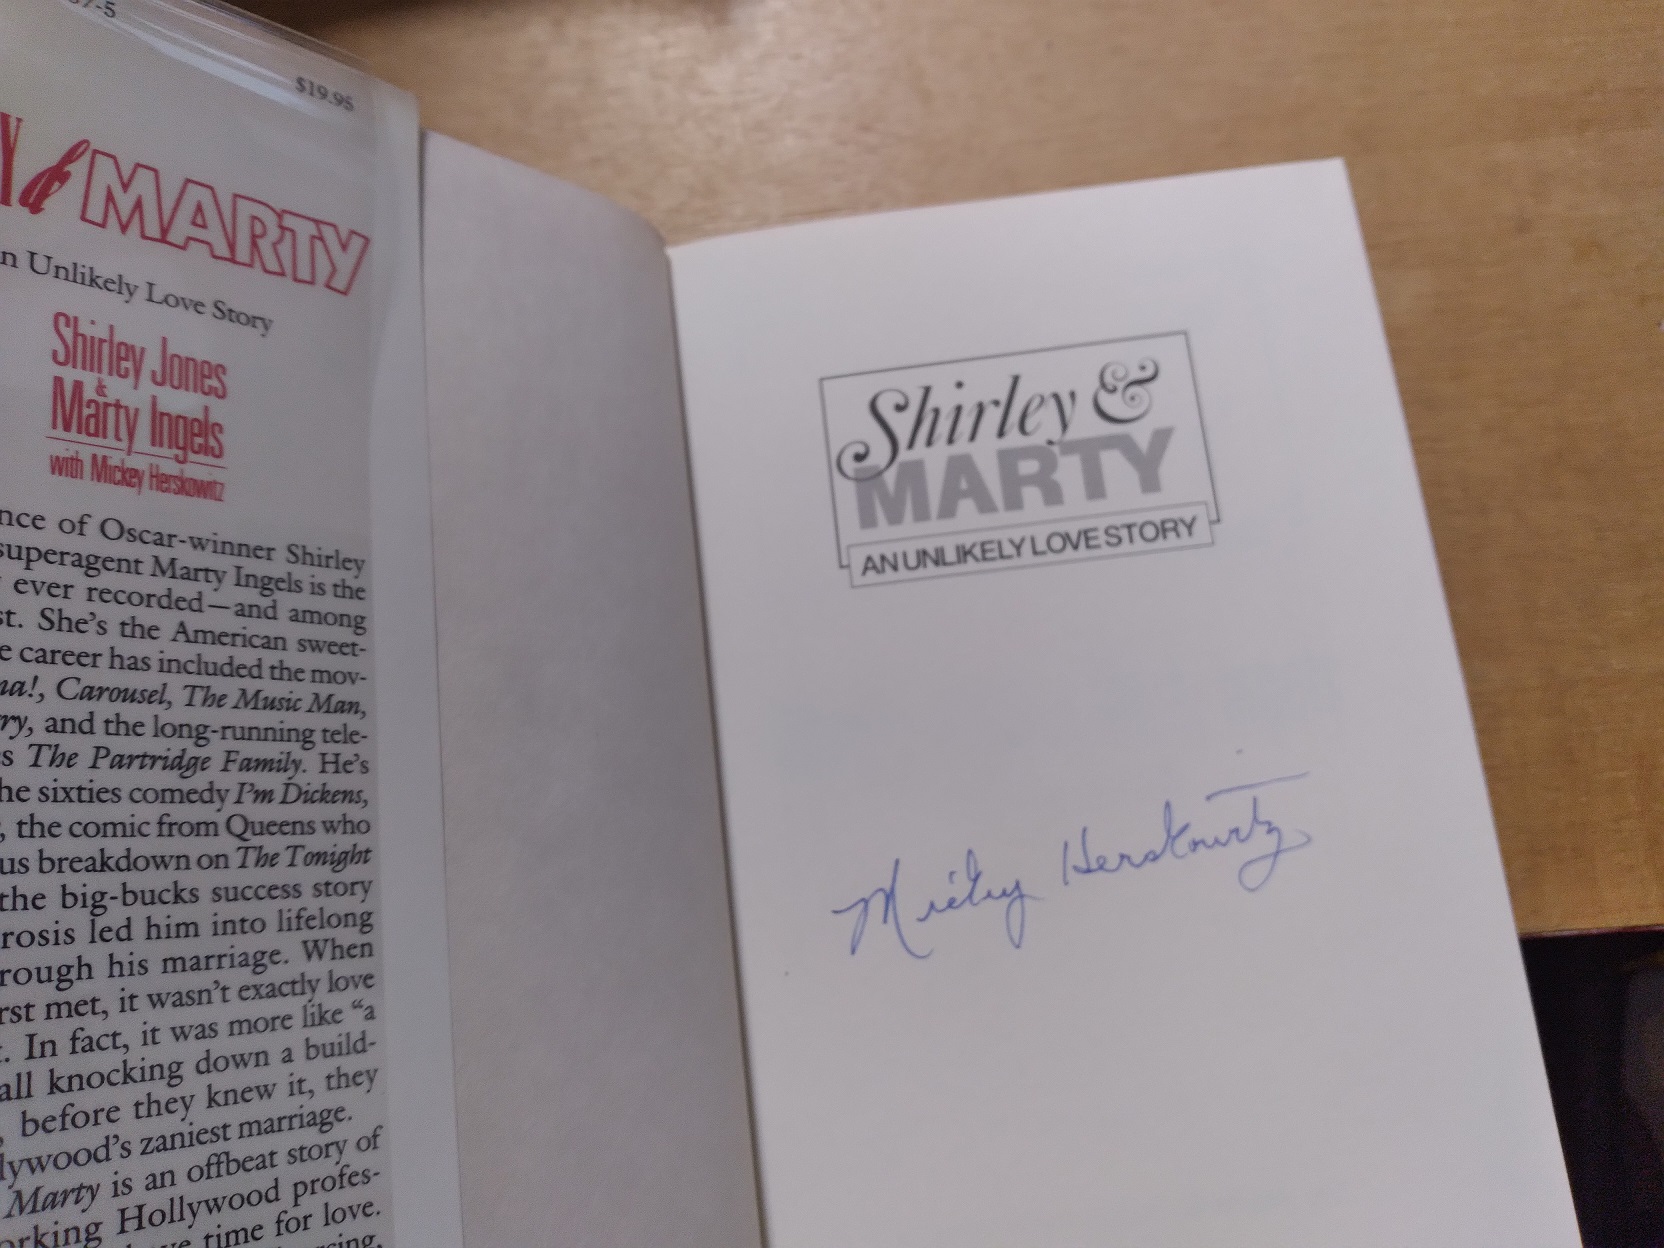 7-5
$19.95
Y & MARTY
n Unlikely Love Story
Shirley Jones
&
Marty Ingels
with Mickey Herskowitz
nce of Oscar-winner Shirley
superagent Marty Ingels is the
ever recorded—and among
st. She's the American sweet-
e career has included the mov-
na!, Carousel, The Music Man,
ry, and the long-running tele-
s The Partridge Family. He's
he sixties comedy I'm Dickens,
, the comic from Queens who
us breakdown on The Tonight
the big-bucks success story
rosis led him into lifelong
rough his marriage. When
rst met, it wasn't exactly love
t. In fact, it was more like "a
all knocking down a build-
, before they knew it, they
lywood's zaniest marriage.
Marty is an offbeat story of
orking Hollywood profes-
ve time for love.
Shirley &
MARTY
AN UNLIKELY LOVE STORY
Mickey Herskowitz